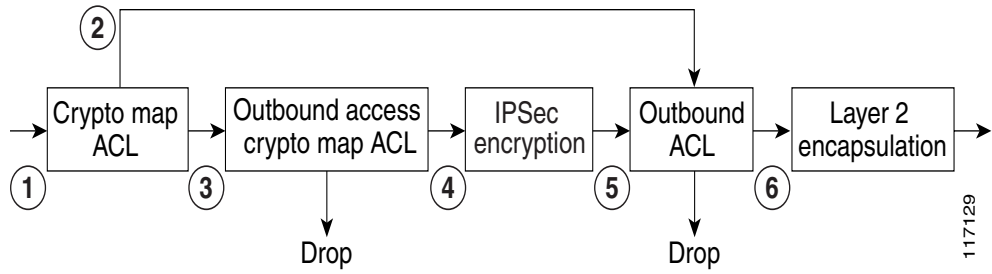 2
Crypto map
ACL
Outbound access
crypto map ACL
IPSec
encryption
Outbound
ACL
Layer 2
encapsulation
1
3
4
5
6
Drop
Drop
117129